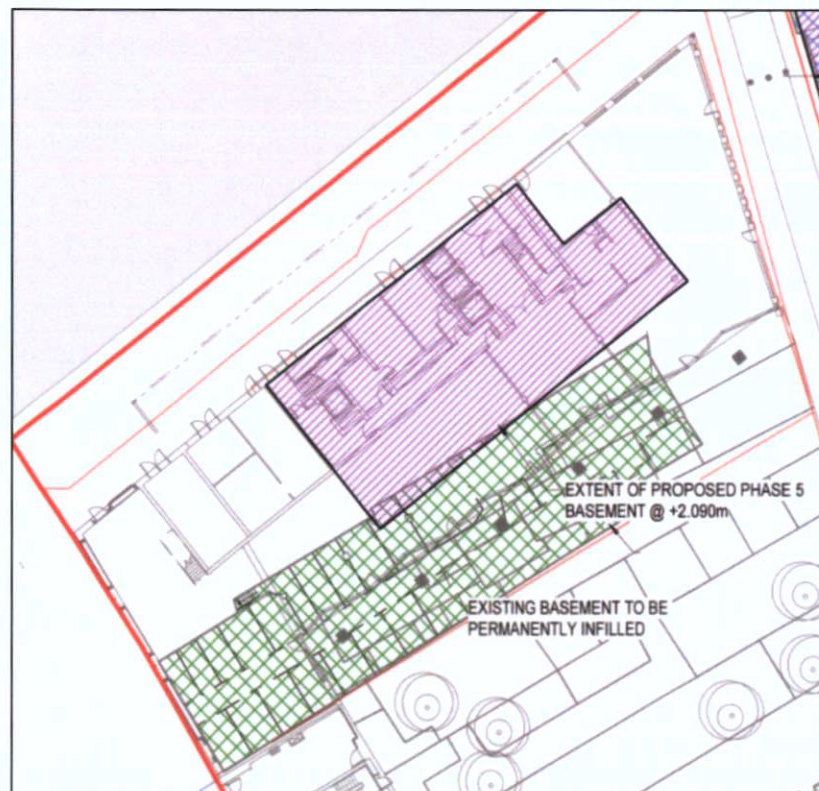 EXTENT OF PROPOSED PHASE 5
BASEMENT @ +2.090m
EXISTING BASEMENT TO BE
PERMANENTLY INFILLED